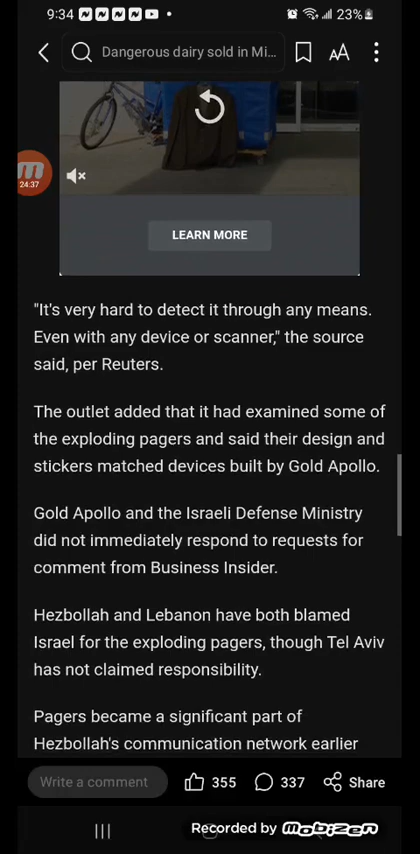 9:34
23%
Dangerous dairy sold in Mi...
24:37
LEARN MORE
"It's very hard to detect it through any means.
Even with any device or scanner," the source
said, per Reuters.
The outlet added that it had examined some of
the exploding pagers and said their design and
stickers matched devices built by Gold Apollo.
Gold Apollo and the Israeli Defense Ministry
did not immediately respond to requests for
comment from Business Insider.
Hezbollah and Lebanon have both blamed
Israel for the exploding pagers, though Tel Aviv
has not claimed responsibility.
Pagers became a significant part of
Hezbollah's communication network earlier
Write a comment 355 337 Share
Recorded by mobizen